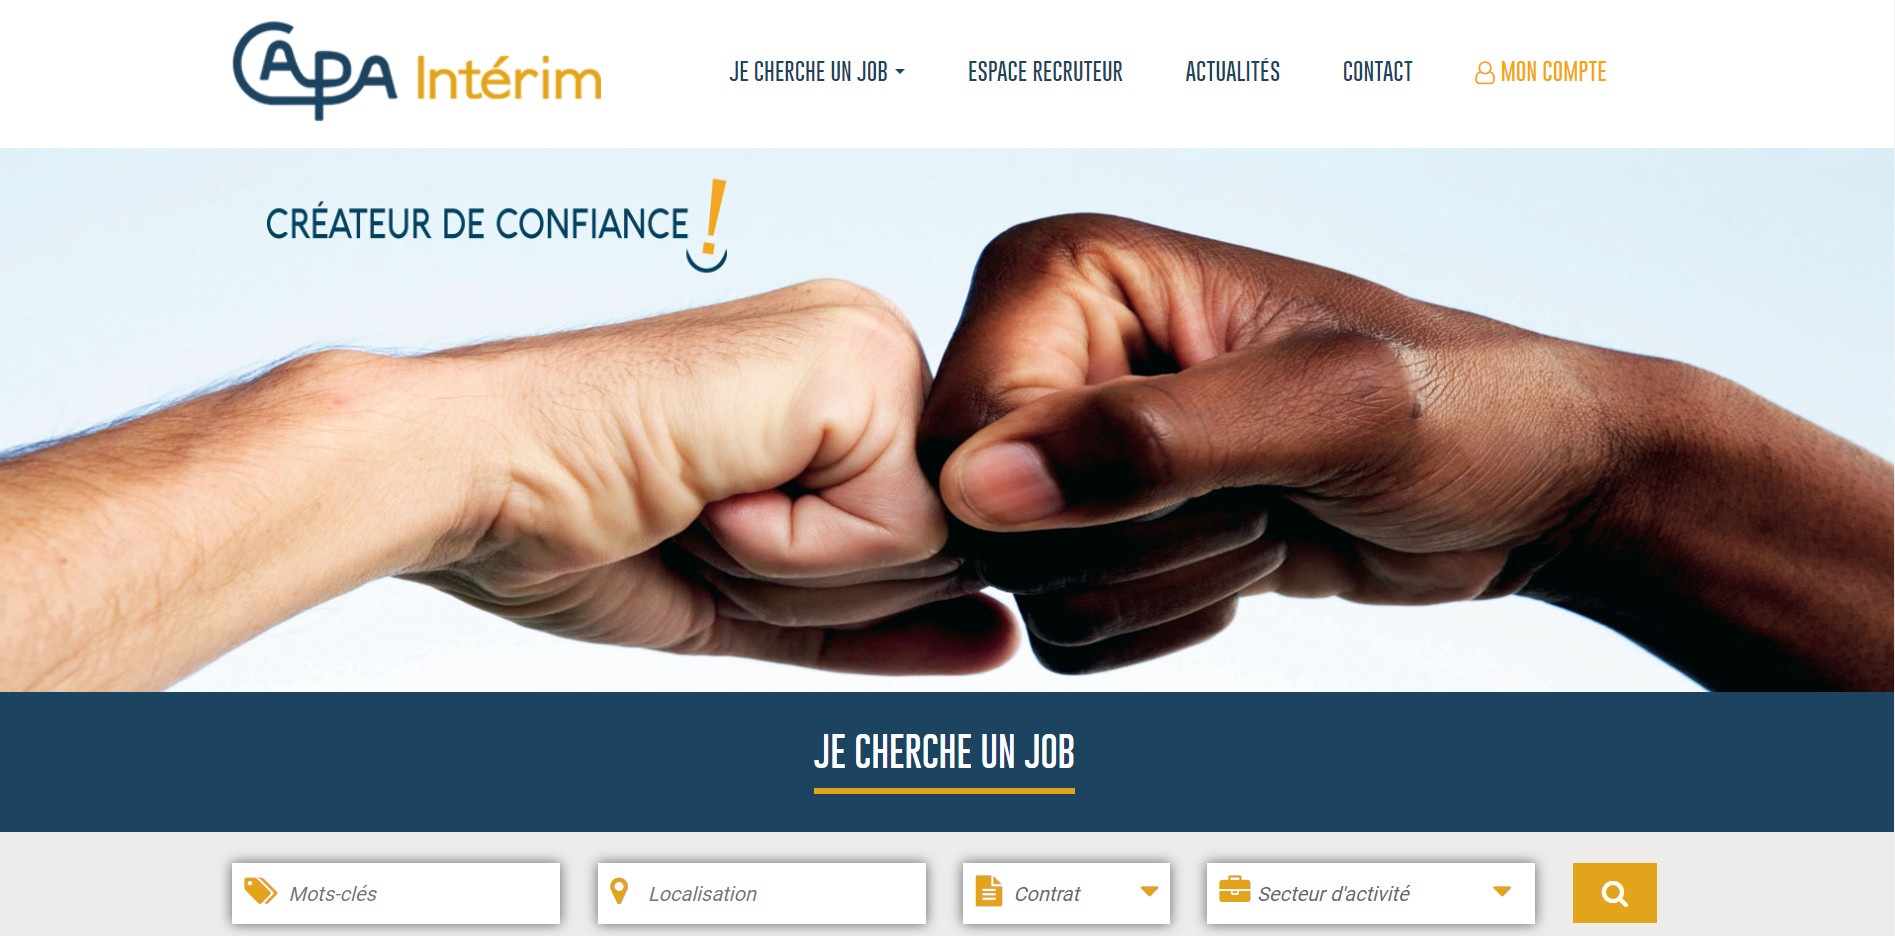 CAPA Intérim
JE CHERCHE UN JOB
ESPACE RECRUTEUR
ACTUALITÉS
CONTACT
MON COMPTE
CRÉATEUR DE CONFIANCE !
JE CHERCHE UN JOB
Mots-clés
Localisation
Contrat
Secteur d'activité